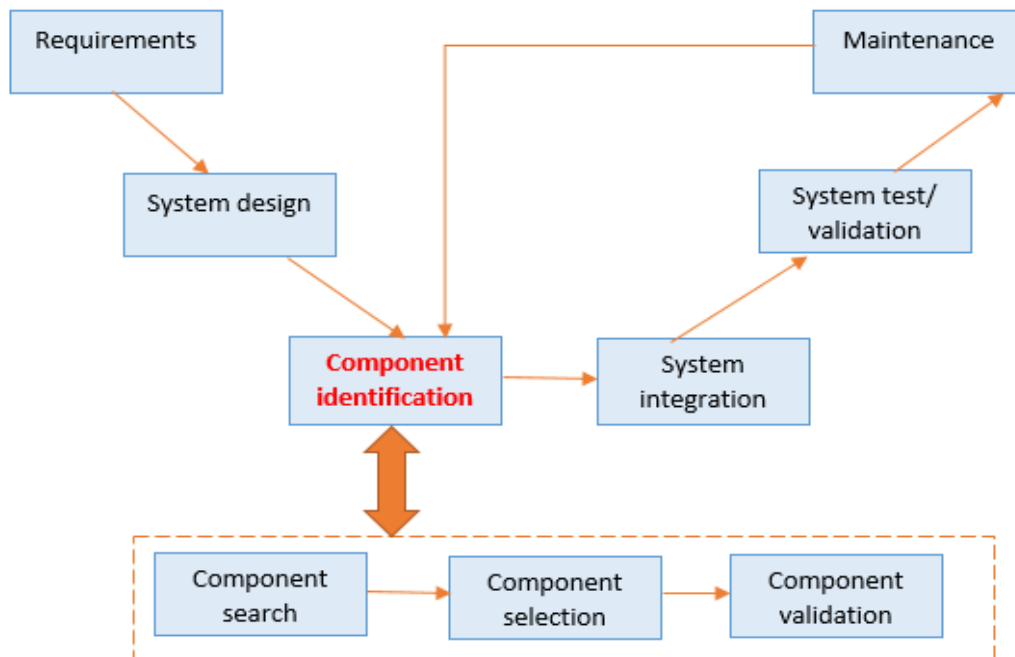 Requirements
Maintenance
System design
System test/
validation
Component
identification
System
integration
Component
search
Component
selection
Component
validation